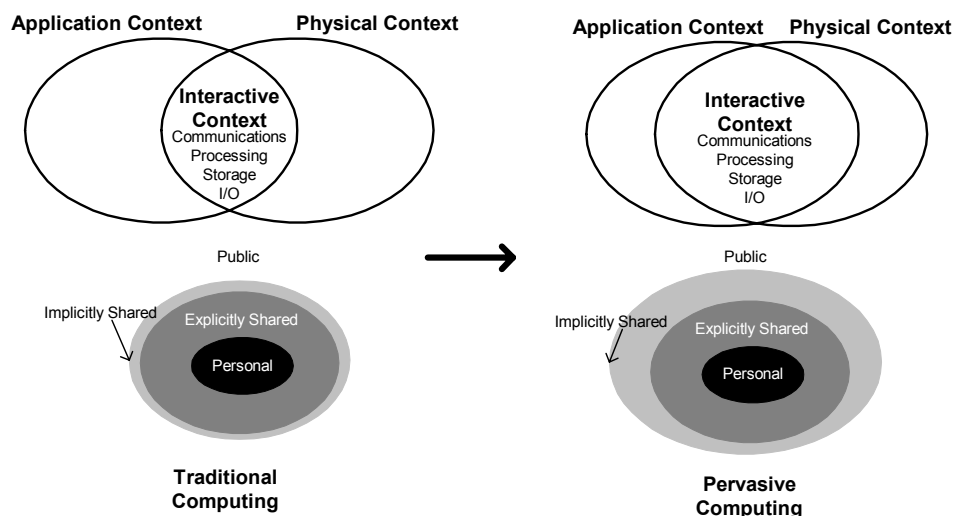 Application Context
Physical Context
Interactive
Context
Communications
Processing
Storage
I/O
Public
Implicitly Shared
Explicitly Shared
Personal
Traditional
Computing
Application Context
Physical Context
Interactive
Context
Communications
Processing
Storage
I/O
Public
Implicitly Shared
Explicitly Shared
Personal
Pervasive
Computing